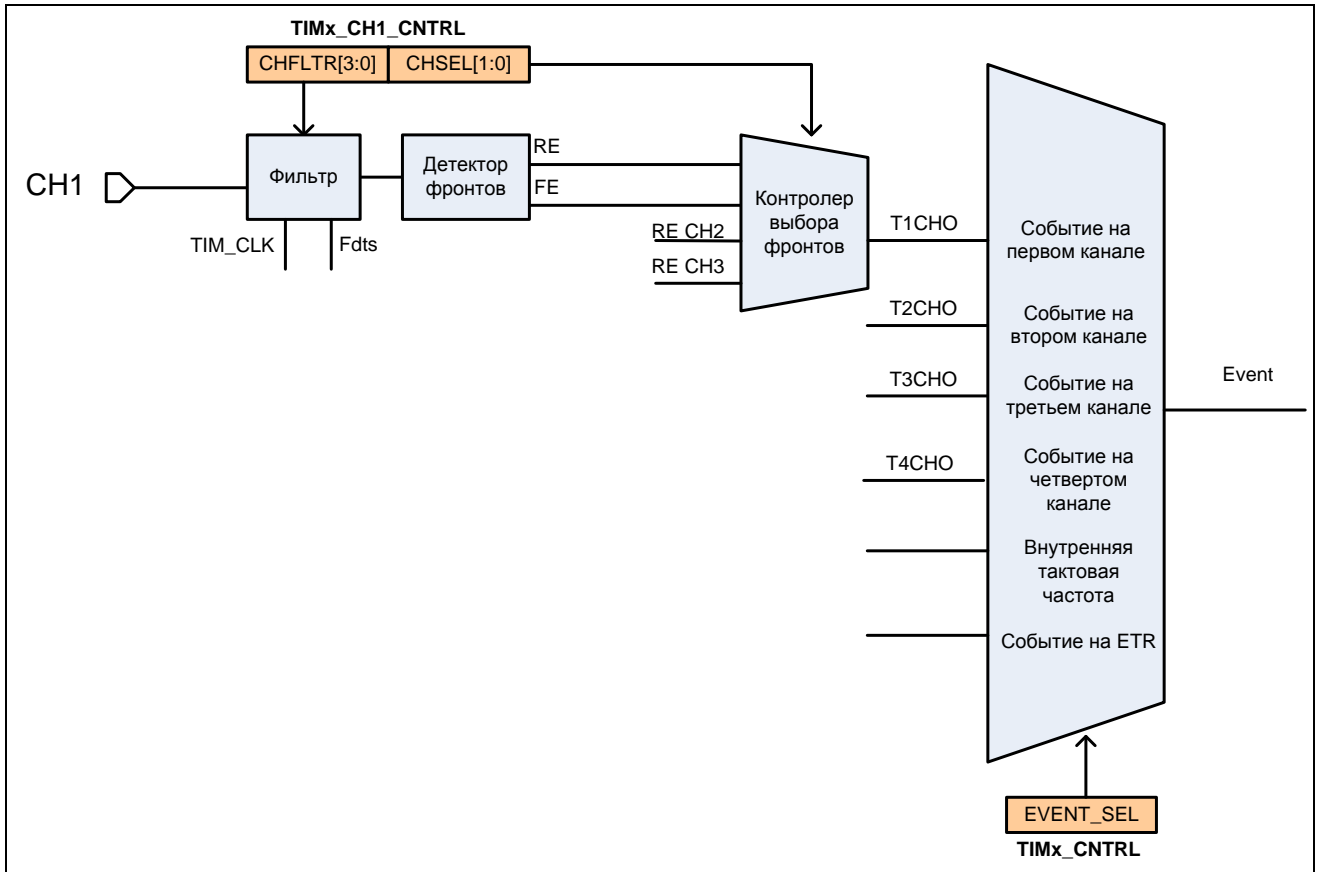 TIMx_CH1_CNTRL
CHFLTR[3:0] CHSEL[1:0]
CH1
Фильтр
TIM_CLK
Fdts
Детектор
фронтов
RE
FE
RE CH2
RE CH3
Контролер
выбора
фронтов
T1CHO
T2CHO
T3CHO
T4CHO
Событие на
первом канале
Событие на
втором канале
Событие на
третьем канале
Событие на
четвертом
канале
Внутренняя
тактовая
частота
Событие на ETR
Event
EVENT_SEL
TIMx_CNTRL